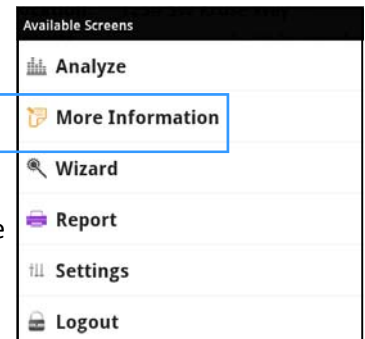 Available Screens
Analyze
More Information
Wizard
e
Report
Settings
Logout